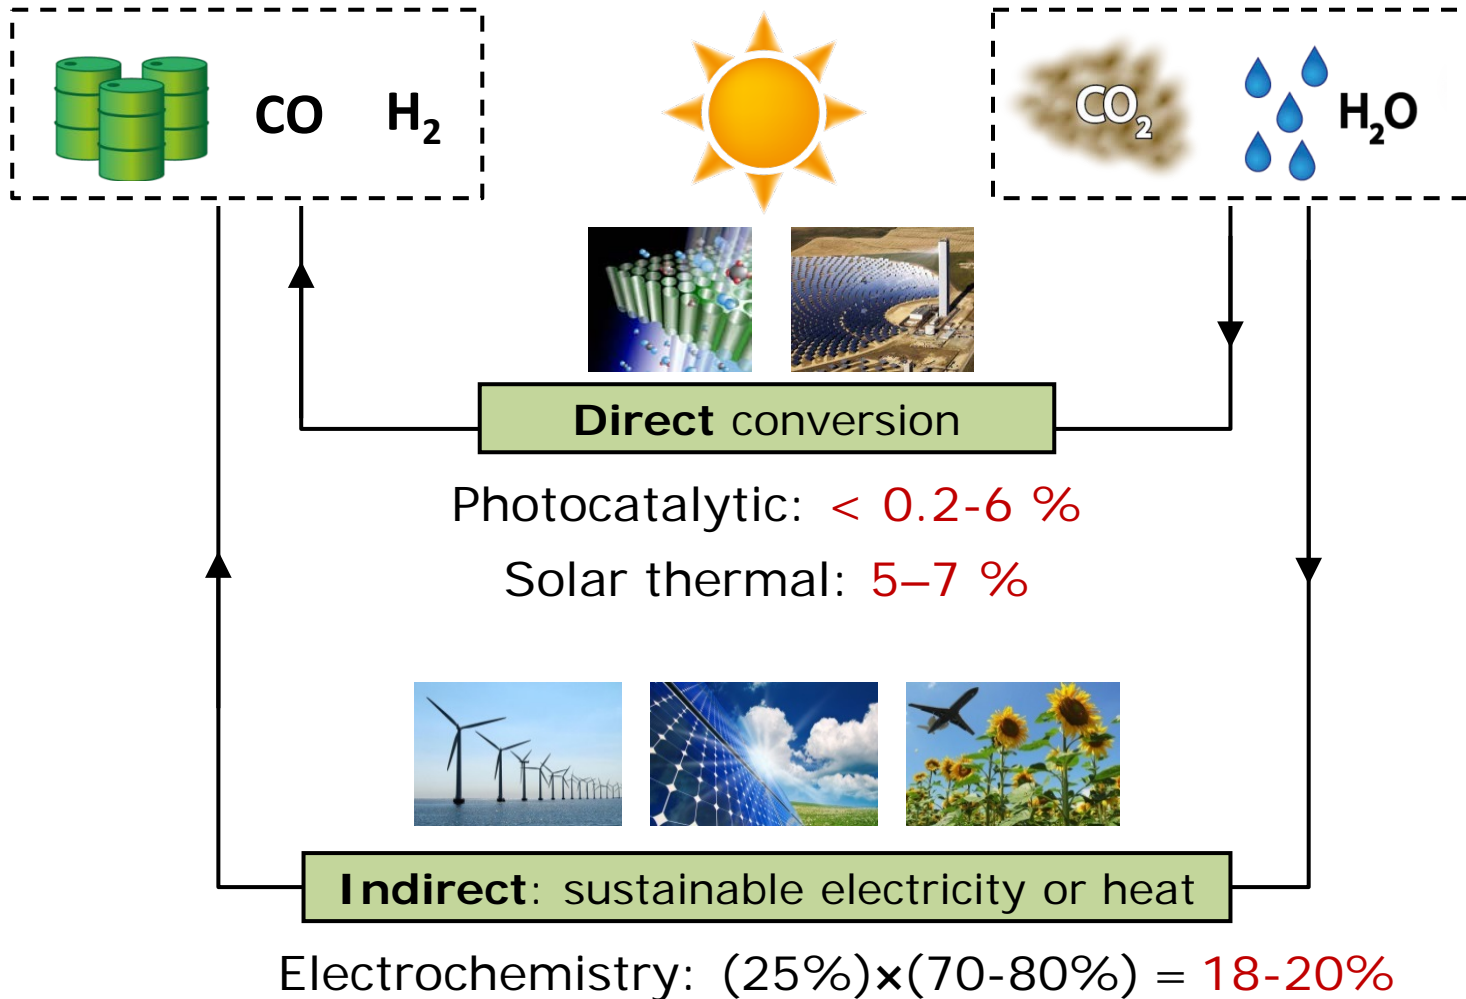 CO H₂
CO₂ H₂O
Direct conversion
Photocatalytic: < 0.2-6 %
Solar thermal: 5–7 %
Indirect: sustainable electricity or heat
Electrochemistry: (25%)×(70-80%) = 18-20%